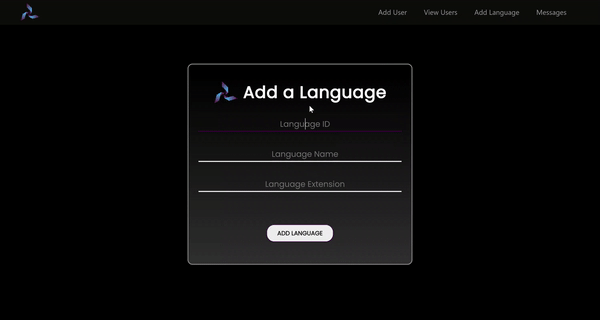 Add User View Users Add Language Messages
Add a Language
Language ID
Language Name
Language Extension
ADD LANGUAGE